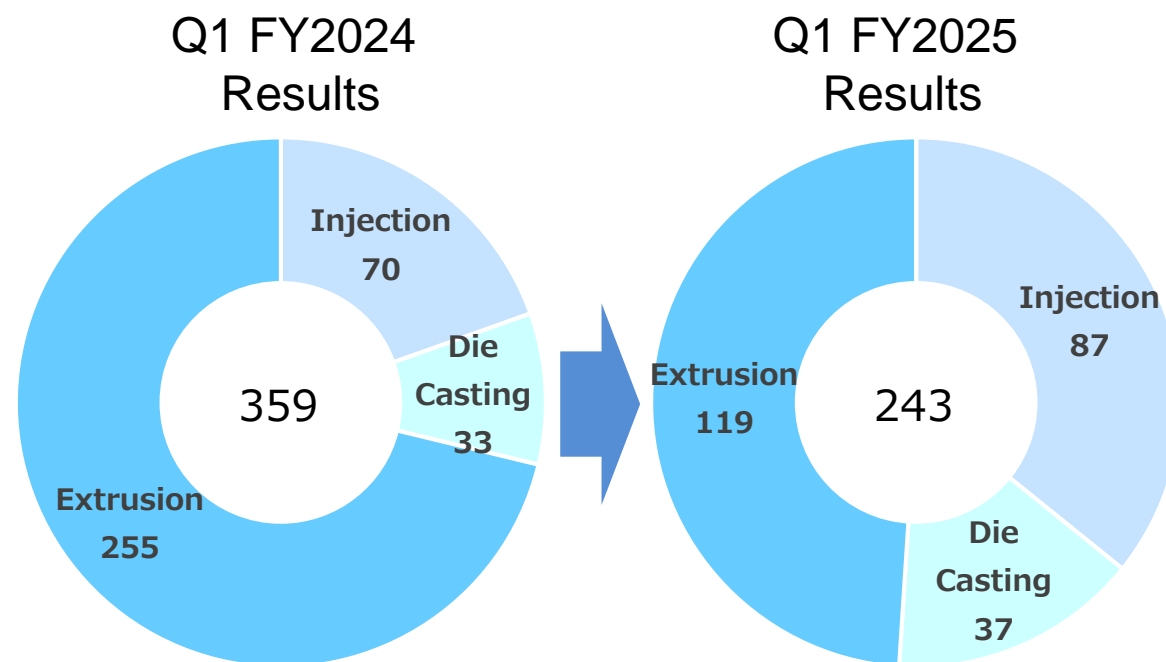 Q1 FY2024
Results
Injection
70
Die
Casting
33
359
Extrusion
255
Q1 FY2025
Results
Injection
87
Extrusion
119
243
Die
Casting
37